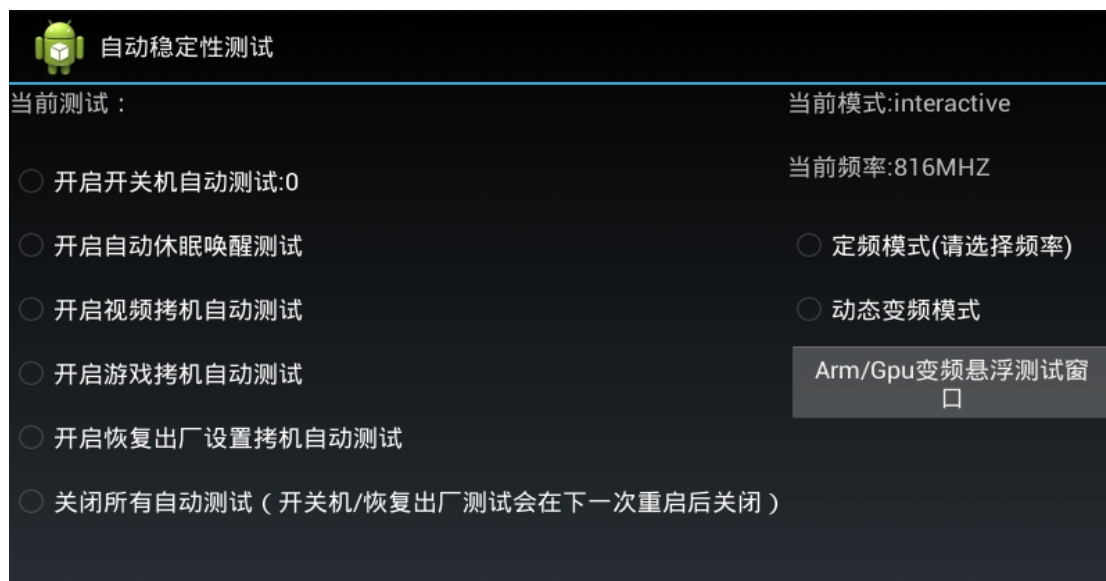 自动稳定性测试
当前测试：
开启开关机自动测试:0
开启自动休眠唤醒测试
开启视频拷机自动测试
开启游戏拷机自动测试
开启恢复出厂设置拷机自动测试
关闭所有自动测试（开关机/恢复出厂测试会在下一次重启后关闭）
当前模式:interactive
当前频率:816MHZ
定频模式(请选择频率)
动态变频模式
Arm/Gpu变频悬浮测试窗
口